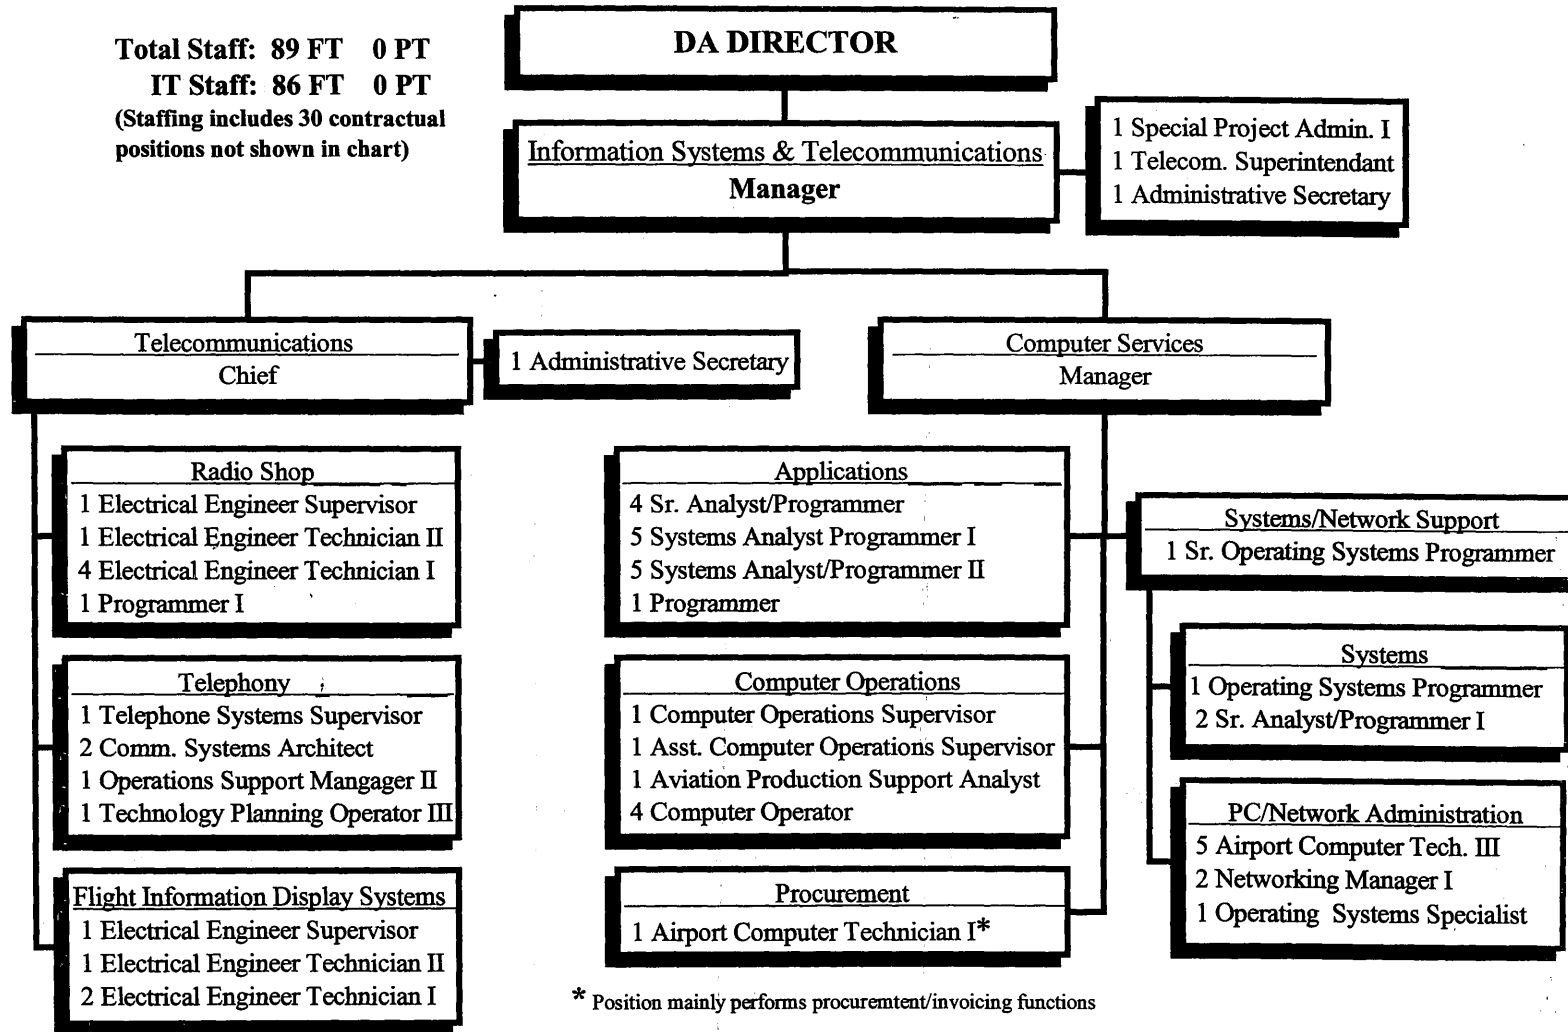 Total Staff: 89 FT 0 PT
IT Staff: 86 FT 0 PT
(Staffing includes 30 contractual
positions not shown in chart)
DA DIRECTOR
Information Systems & Telecommunications
Manager
1 Special Project Admin. I
1 Telecom. Superintendant
1 Administrative Secretary
Telecommunications
Chief
1 Administrative Secretary
Computer Services
Manager
Radio Shop
1 Electrical Engineer Supervisor
1 Electrical Engineer Technician II
4 Electrical Engineer Technician I
1 Programmer I
Telephony
1 Telephone Systems Supervisor
2 Comm. Systems Architect
1 Operations Support Mangager II
1 Technology Planning Operator III
Flight Information Display Systems
1 Electrical Engineer Supervisor
1 Electrical Engineer Technician II
2 Electrical Engineer Technician I
Applications
4 Sr. Analyst/Programmer
5 Systems Analyst Programmer I
5 Systems Analyst/Programmer II
1 Programmer
Computer Operations
1 Computer Operations Supervisor
1 Asst. Computer Operations Supervisor
1 Aviation Production Support Analyst
4 Computer Operator
Procurement
1 Airport Computer Technician I*
* Position mainly performs procuremtent/invoicing functions
Systems/Network Support
1 Sr. Operating Systems Programmer
Systems
1 Operating Systems Programmer
2 Sr. Analyst/Programmer I
PC/Network Administration
5 Airport Computer Tech. III
2 Networking Manager I
1 Operating Systems Specialist